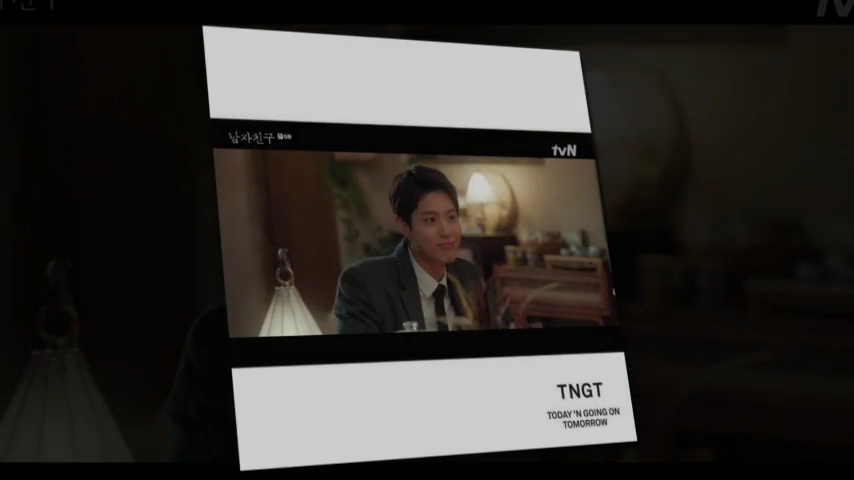 남자친구
tvN
TNGT
TODAY 'N GOING ON
TOMORROW